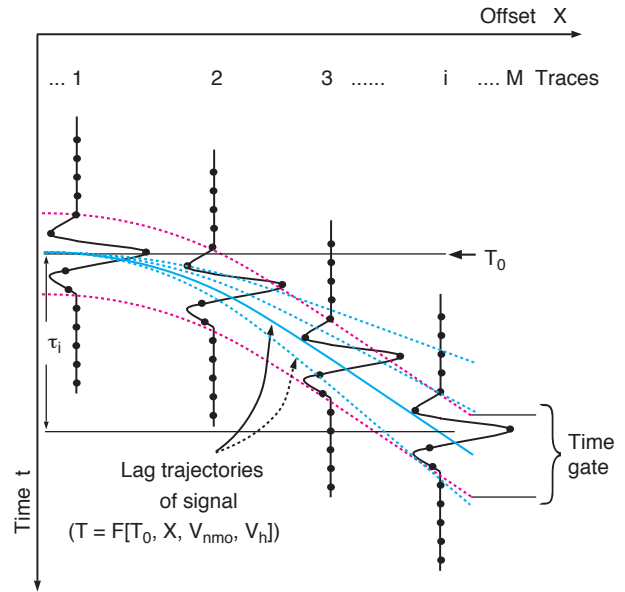 Offset X
... 1 2 3 ...... i .... M Traces
T₀
τᵢ
Time gate
Lag trajectories
of signal
(T = F[T₀, X, Vₙₘₒ, Vₕ])
Time t